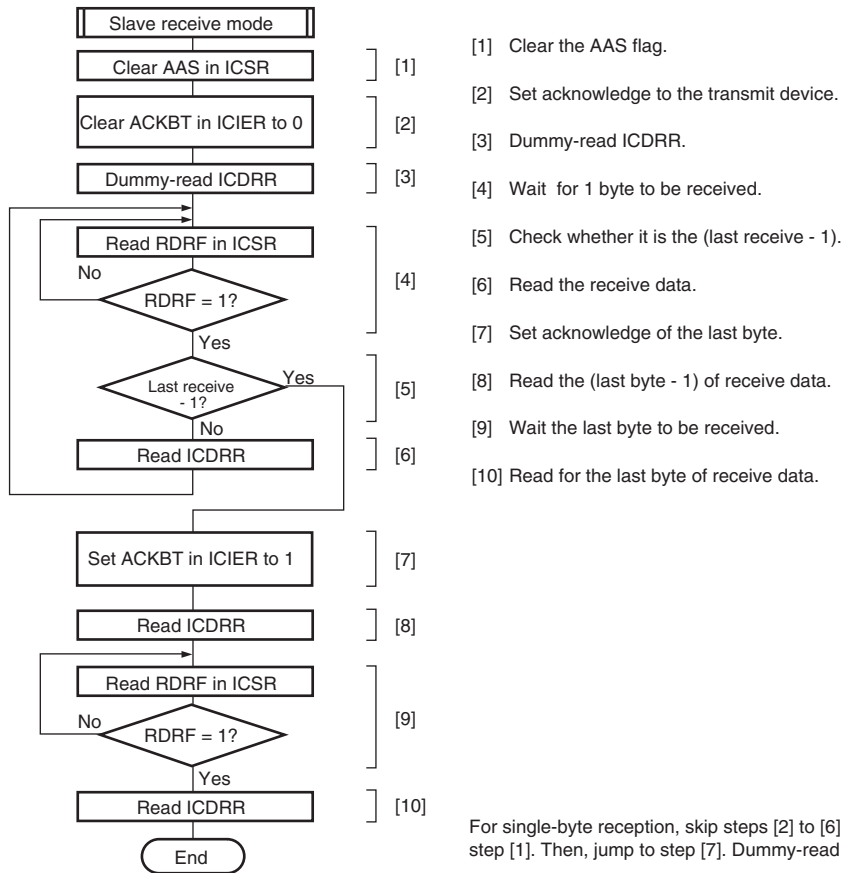 Slave receive mode
Clear AAS in ICSR
[1]
Clear ACKBT in ICIER to 0
[2]
Dummy-read ICDRR
[3]
Read RDRF in ICSR
No
RDRF = 1?
[4]
Yes
Last receive
- 1?
Yes
[5]
No
Read ICDRR
[6]
Set ACKBT in ICIER to 1
[7]
Read ICDRR
[8]
Read RDRF in ICSR
No
RDRF = 1?
[9]
Yes
Read ICDRR
[10]
End
[1] Clear the AAS flag.
[2] Set acknowledge to the transmit device.
[3] Dummy-read ICDRR.
[4] Wait for 1 byte to be received.
[5] Check whether it is the (last receive - 1).
[6] Read the receive data.
[7] Set acknowledge of the last byte.
[8] Read the (last byte - 1) of receive data.
[9] Wait the last byte to be received.
[10] Read for the last byte of receive data.
For single-byte reception, skip steps [2] to [6]
step [1]. Then, jump to step [7]. Dummy-read